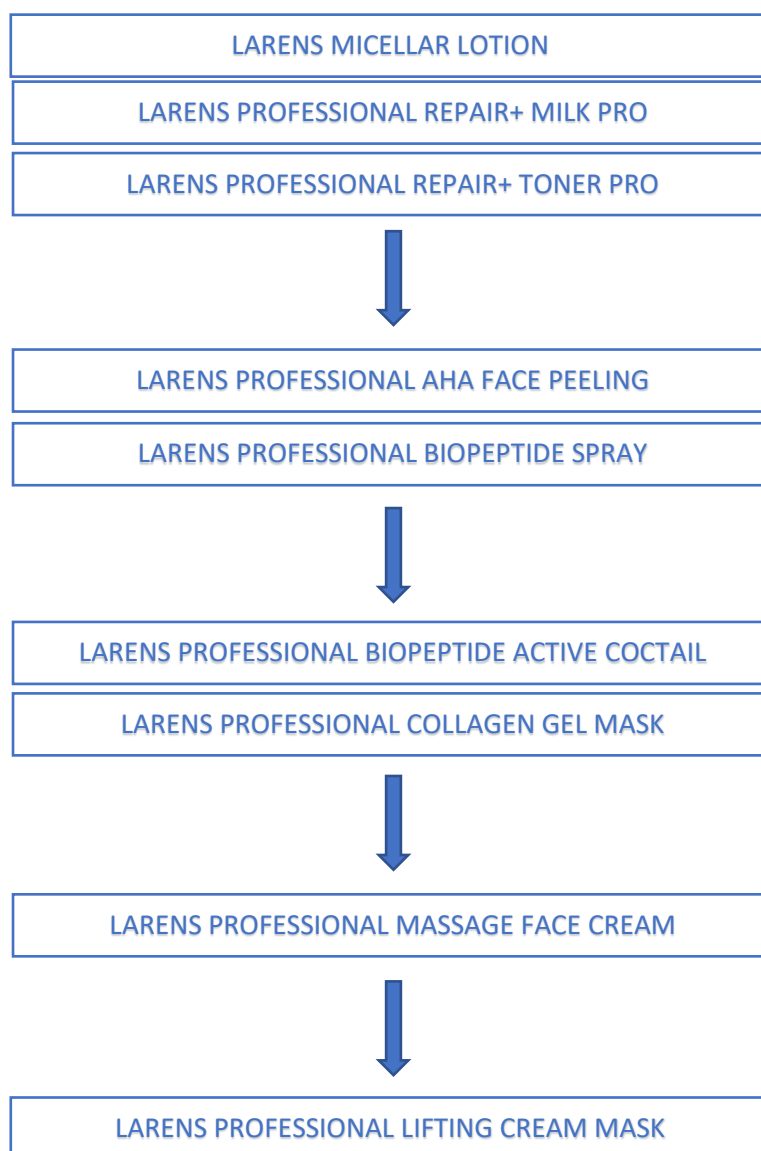 LARENS MICELLAR LOTION
LARENS PROFESSIONAL REPAIR+ MILK PRO
LARENS PROFESSIONAL REPAIR+ TONER PRO
LARENS PROFESSIONAL AHA FACE PEELING
LARENS PROFESSIONAL BIOPEPTIDE SPRAY
LARENS PROFESSIONAL BIOPEPTIDE ACTIVE COCTAIL
LARENS PROFESSIONAL COLLAGEN GEL MASK
LARENS PROFESSIONAL MASSAGE FACE CREAM
LARENS PROFESSIONAL LIFTING CREAM MASK